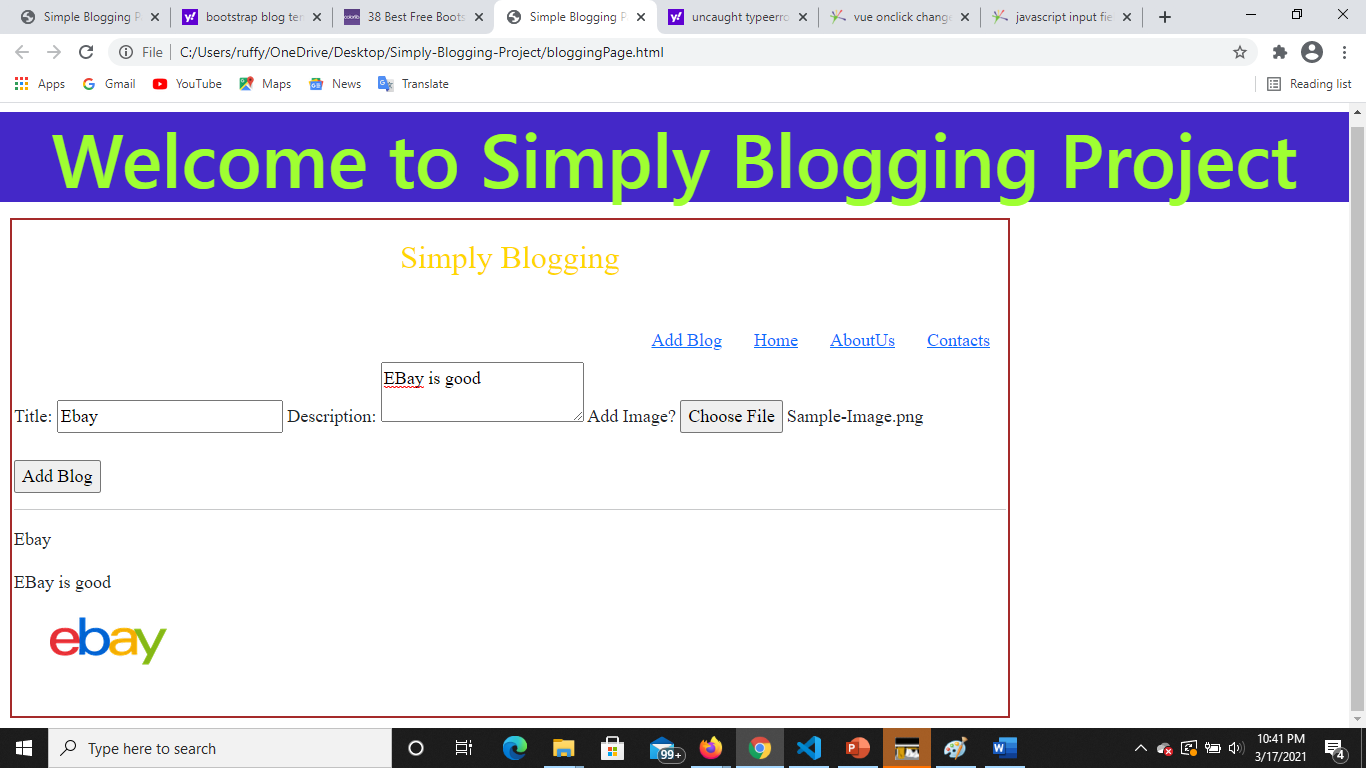 Simple Blogging P
bootstrap blog ter
38 Best Free Boots
Simple Blogging P
uncaught typeerro
vue onclick change
javascript input fie
File
C:/Users/ruffy/OneDrive/Desktop/Simply-Blogging-Project/bloggingPage.html
Apps Gmail YouTube Maps News Translate Reading list
Welcome to Simply Blogging Project
Simply Blogging
Add Blog Home AboutUs Contacts
EBay is good
Title: Ebay Description: Add Image? Choose File Sample-Image.png
Add Blog
Ebay
EBay is good
ebay
Type here to search
99+
10:41 PM
3/17/2021
4